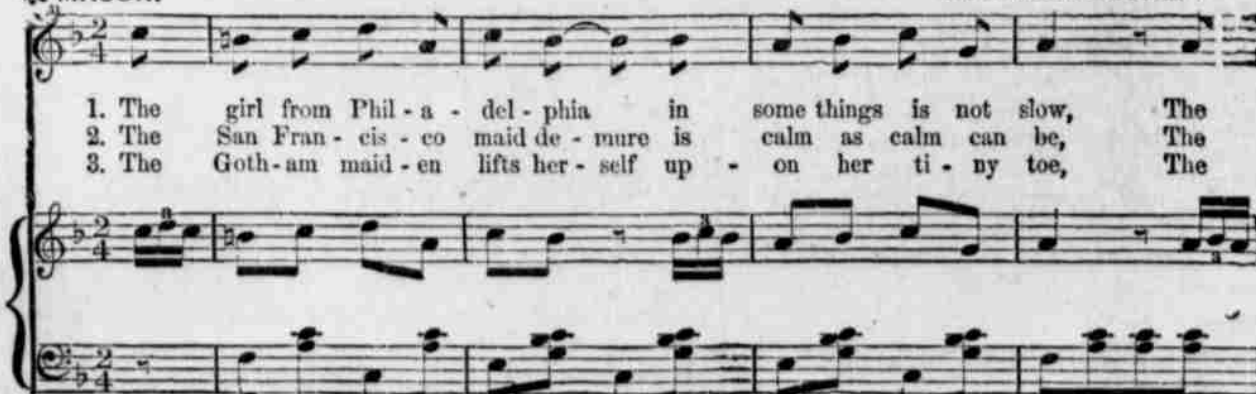 1. The girl from Phil - a - del - phia in some things is not slow, The
2. The San Fran - cis - co maid de - mure is calm as calm can be, The
3. The Goth - am maid - en lifts her - self up - on her ti - ny toe, The